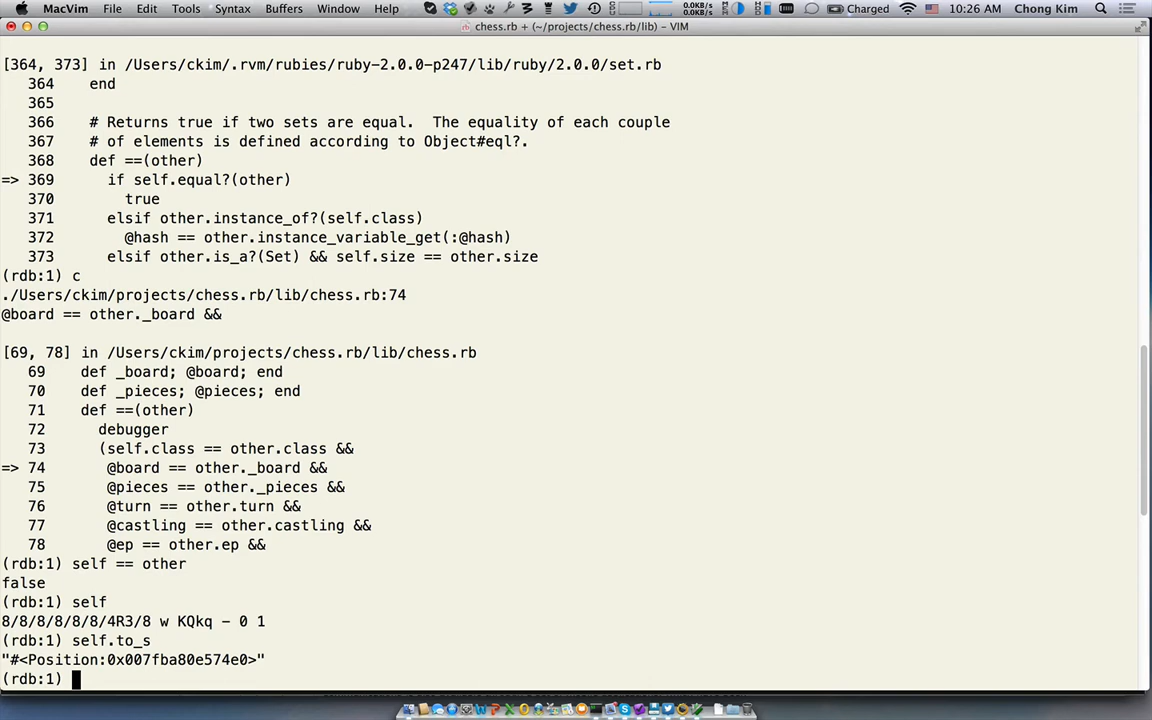 MacVim File Edit Tools Syntax Buffers Window Help 0.0KB/s 0.0KB/s Charged 10:26 AM Chong Kim
chess.rb + (~/projects/chess.rb/lib) – VIM
[364, 373] in /Users/ckim/.rvm/rubies/ruby-2.0.0-p247/lib/ruby/2.0.0/set.rb
364 end
365
366 # Returns true if two sets are equal.  The equality of each couple
367 # of elements is defined according to Object#eql?.
368 def ==(other)
=> 369 if self.equal?(other)
370 true
371 elsif other.instance_of?(self.class)
372 @hash == other.instance_variable_get(:@hash)
373 elsif other.is_a?(Set) && self.size == other.size
(rdb:1) c
./Users/ckim/projects/chess.rb/lib/chess.rb:74
@board == other._board &&
[69, 78] in /Users/ckim/projects/chess.rb/lib/chess.rb
69 def _board; @board; end
70 def _pieces; @pieces; end
71 def ==(other)
72 debugger
73 (self.class == other.class &&
=> 74 @board == other._board &&
75 @pieces == other._pieces &&
76 @turn == other.turn &&
77 @castling == other.castling &&
78 @ep == other.ep &&
(rdb:1) self == other
false
(rdb:1) self
8/8/8/8/8/8/4R3/8 w KQkq - 0 1
(rdb:1) self.to_s
"#<Position:0x007fba80e574e0>"
(rdb:1)